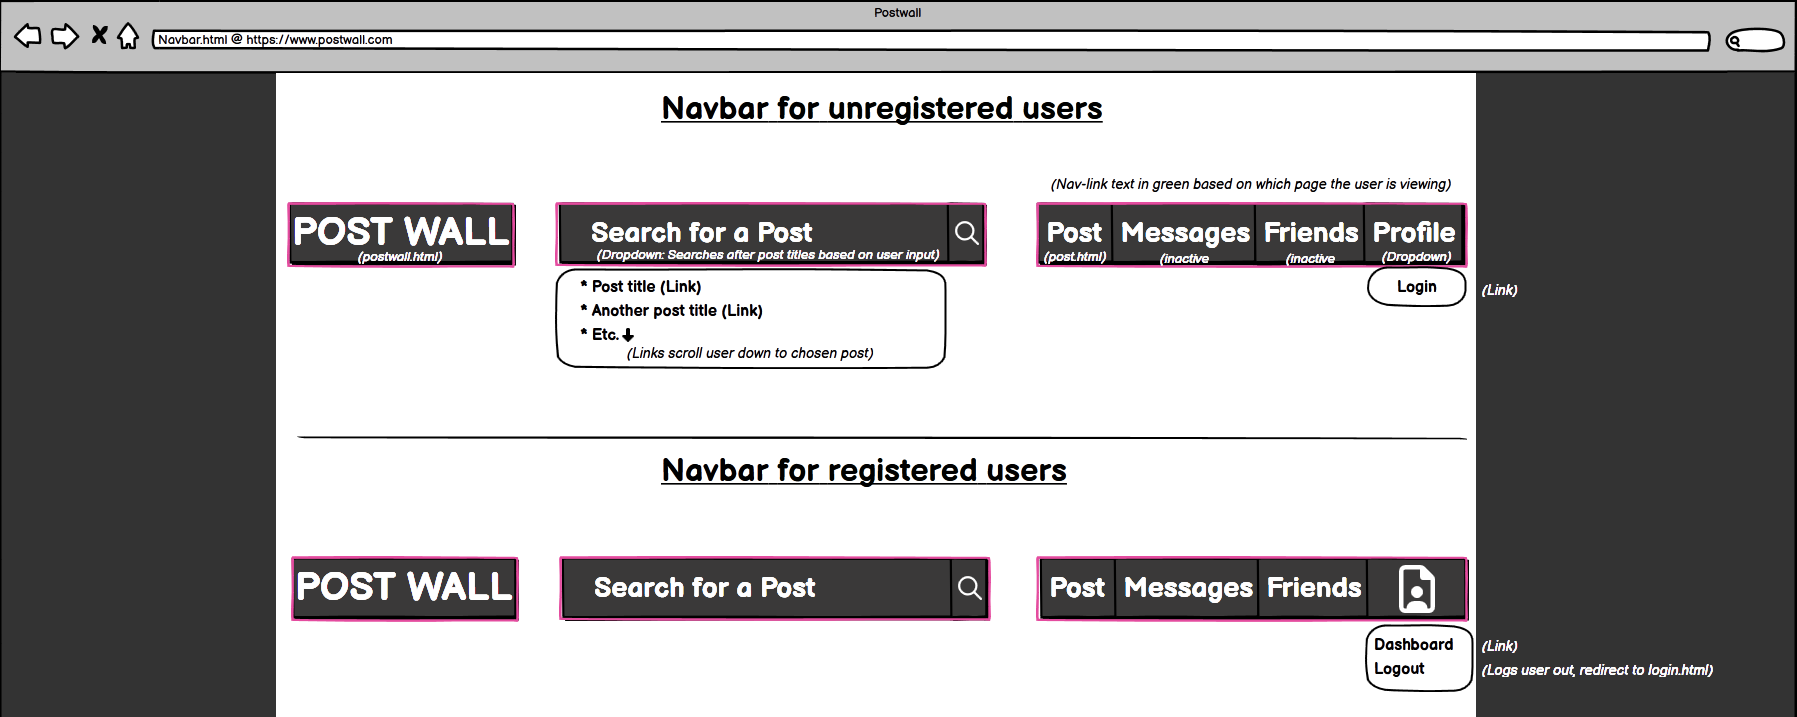 Postwall
Navbar.html @ https://www.postwall.com
Navbar for unregistered users
(Nav-link text in green based on which page the user is viewing)
POST WALL
(postwall.html)
Search for a Post
(Dropdown: Searches after post titles based on user input)
Post Messages Friends Profile
(post.html) (inactive (inactive (Dropdown)
* Post title (Link)
* Another post title (Link)
* Etc.
(Links scroll user down to chosen post)
Login (Link)
Navbar for registered users
POST WALL
Search for a Post
Post Messages Friends
Dashboard (Link)
Logout (Logs user out, redirect to login.html)